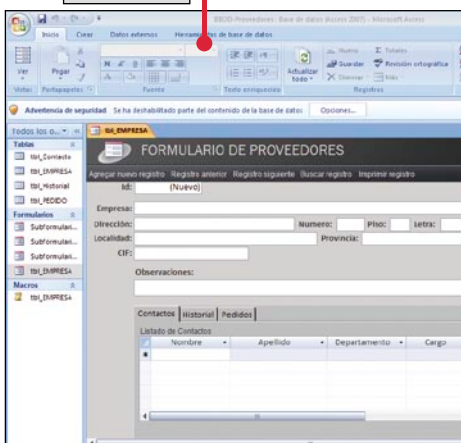 BBDD-Proveedores: Base de datos (Access 2007) - Microsoft Access
Inicio Crear Datos externos Herramientas de base de datos
Ver
Pegar
N K S
Actualizar todo
Nuevo
Guardar
Eliminar
Totales
Revisión ortográfica
Más
Vistas Portapapeles Fuente Texto enriquecido Registros
Advertencia de seguridad Se ha deshabilitado parte del contenido de la base de datos Opciones...
Todos los o...
Tablas
tbl_Contacto
tbl_EMPRESA
tbl_Historial
tbl_PEDIDO
Formularios
Subformulari...
Subformulari...
Subformulari...
tbl_EMPRESA
Macros
tbl_EMPRESA
tbl_EMPRESA
FORMULARIO DE PROVEEDORES
Agregar nuevo registro Registro anterior Registro siguiente Buscar registro Imprimir registro
Id: (Nuevo)
Empresa:
Dirección: Numero: Piso: Letra:
Localidad: Provincia:
CIF:
Observaciones:
Contactos Historial Pedidos
Listado de Contactos
Nombre Apellido Departamento Cargo